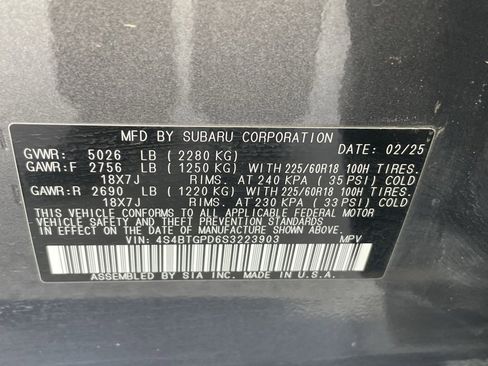 MFD BY SUBARU CORPORATION
DATE: 02/25
GVWR: 5026 LB (2280 KG)
GAWR:F 2756 LB (1250 KG) WITH 225/60R18 100H TIRES.
18X7J RIMS. AT 240 KPA (35 PSI) COLD
GAWR:R 2690 LB (1220 KG) WITH 225/60R18 100H TIRES.
18X7J RIMS. AT 230 KPA (33 PSI) COLD
THIS VEHICLE CONFORMS TO ALL APPLICABLE FEDERAL MOTOR
VEHICLE SAFETY, BUMPER, AND THEFT PREVENTION STANDARDS
IN EFFECT ON THE DATE OF MANUFACTURE SHOWN ABOVE.
VIN: 4S4BTGPD6S3223903 MPV
ASSEMBLED BY SIA INC. MADE IN U.S.A.